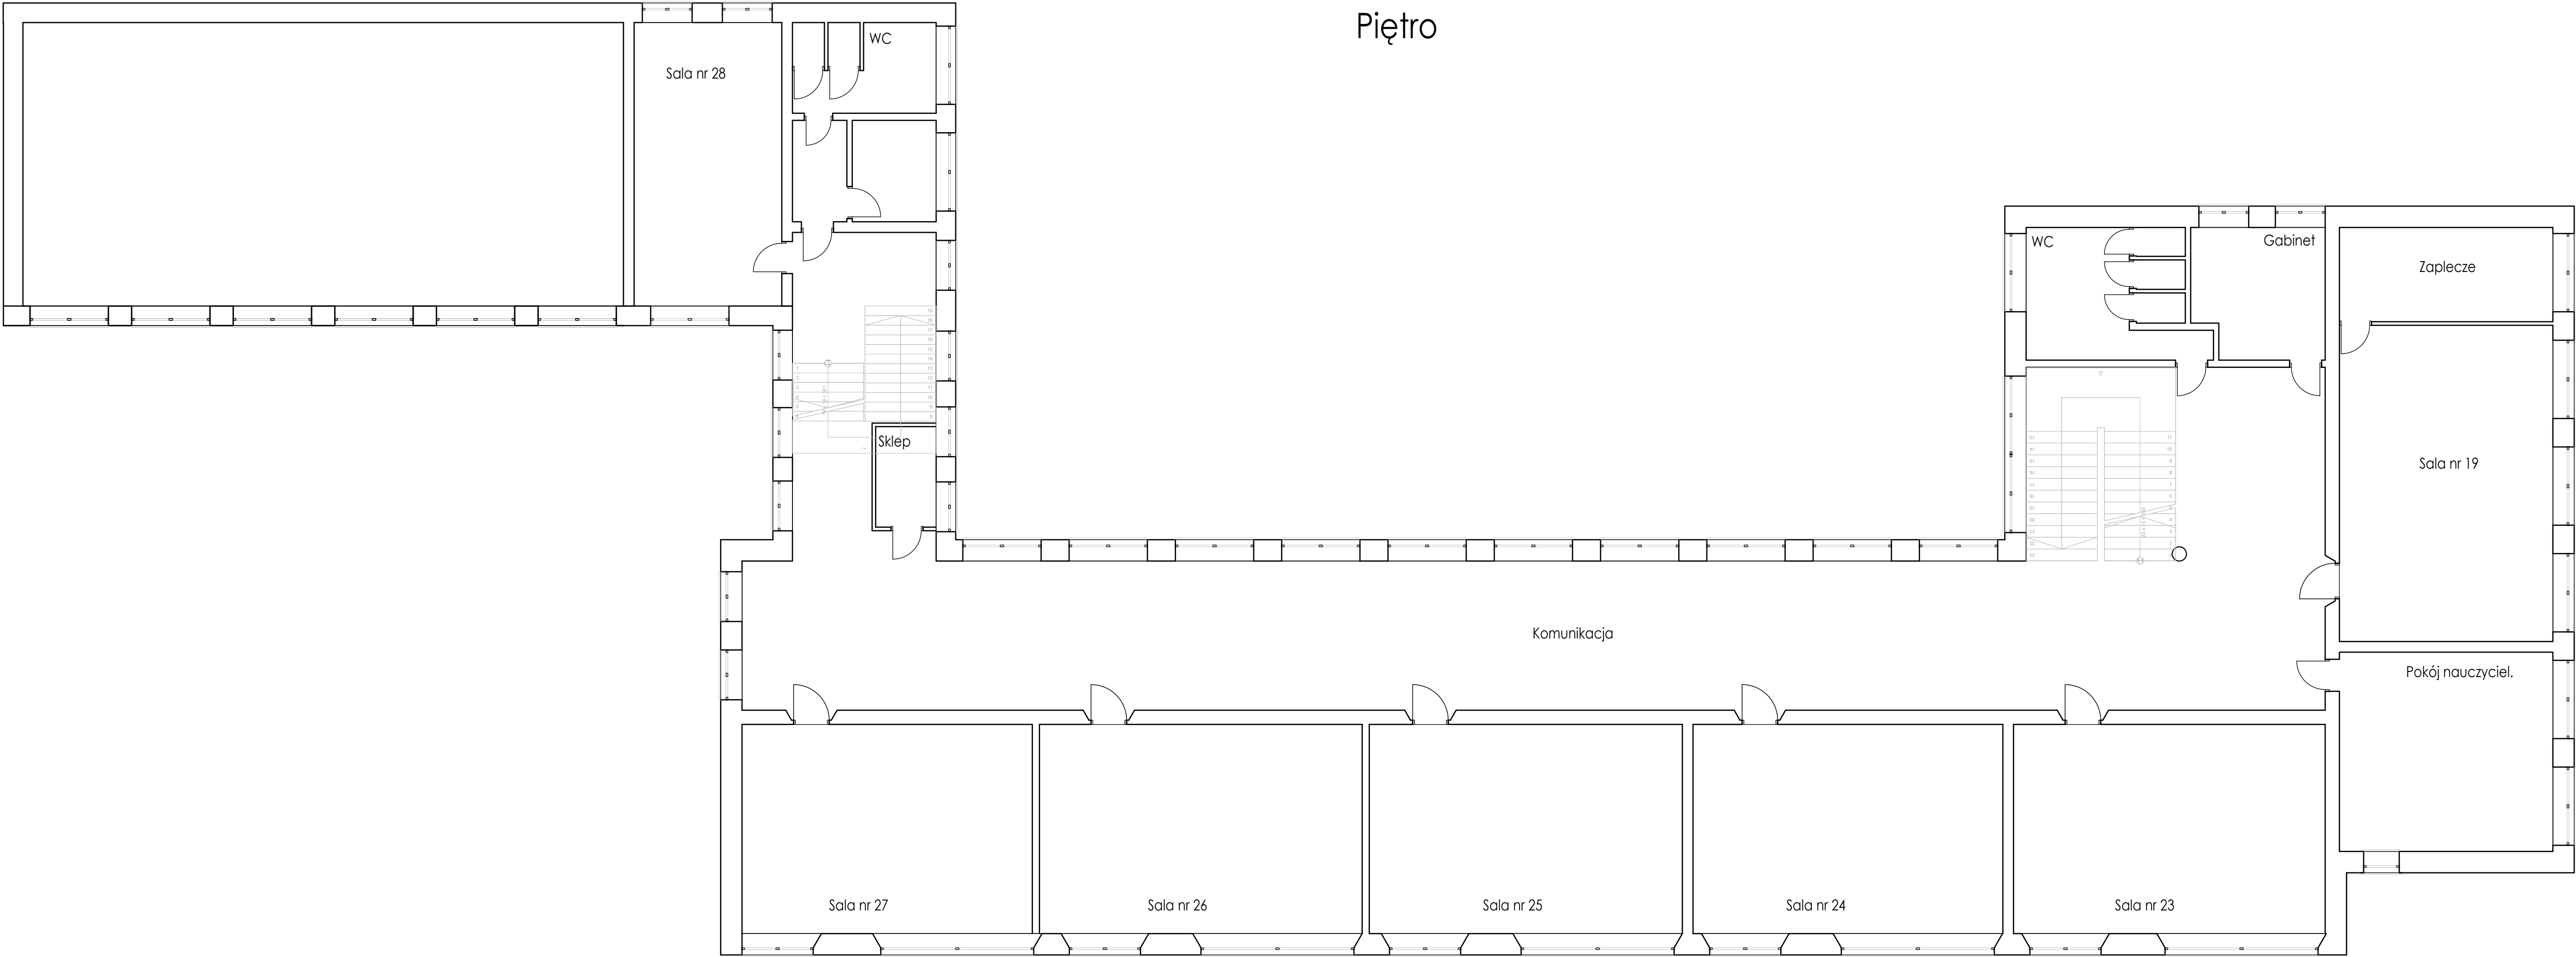 Piętro
WC
Sala nr 28
WC
Gabinet
Zaplecze
Sklep
Sala nr 19
Komunikacja
Pokój nauczyciel.
Sala nr 27
Sala nr 26
Sala nr 25
Sala nr 24
Sala nr 23